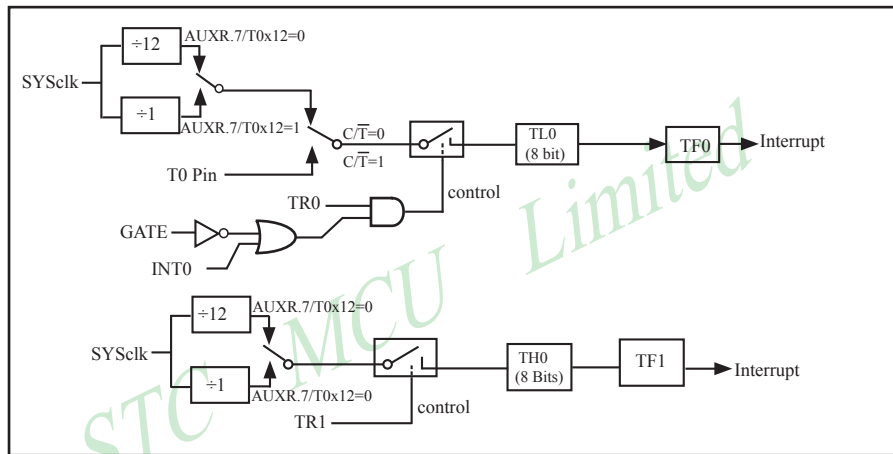 ÷12
AUXR.7/T0x12=0
SYSclk
÷1
AUXR.7/T0x12=1
C/T̅=0
C/T̅=1
T0 Pin
TL0
(8 bit)
TF0
Interrupt
control
TR0
GATE
INT0
÷12
AUXR.7/T0x12=0
SYSclk
÷1
AUXR.7/T0x12=0
TH0
(8 Bits)
TF1
Interrupt
control
TR1
STC MCU Limited